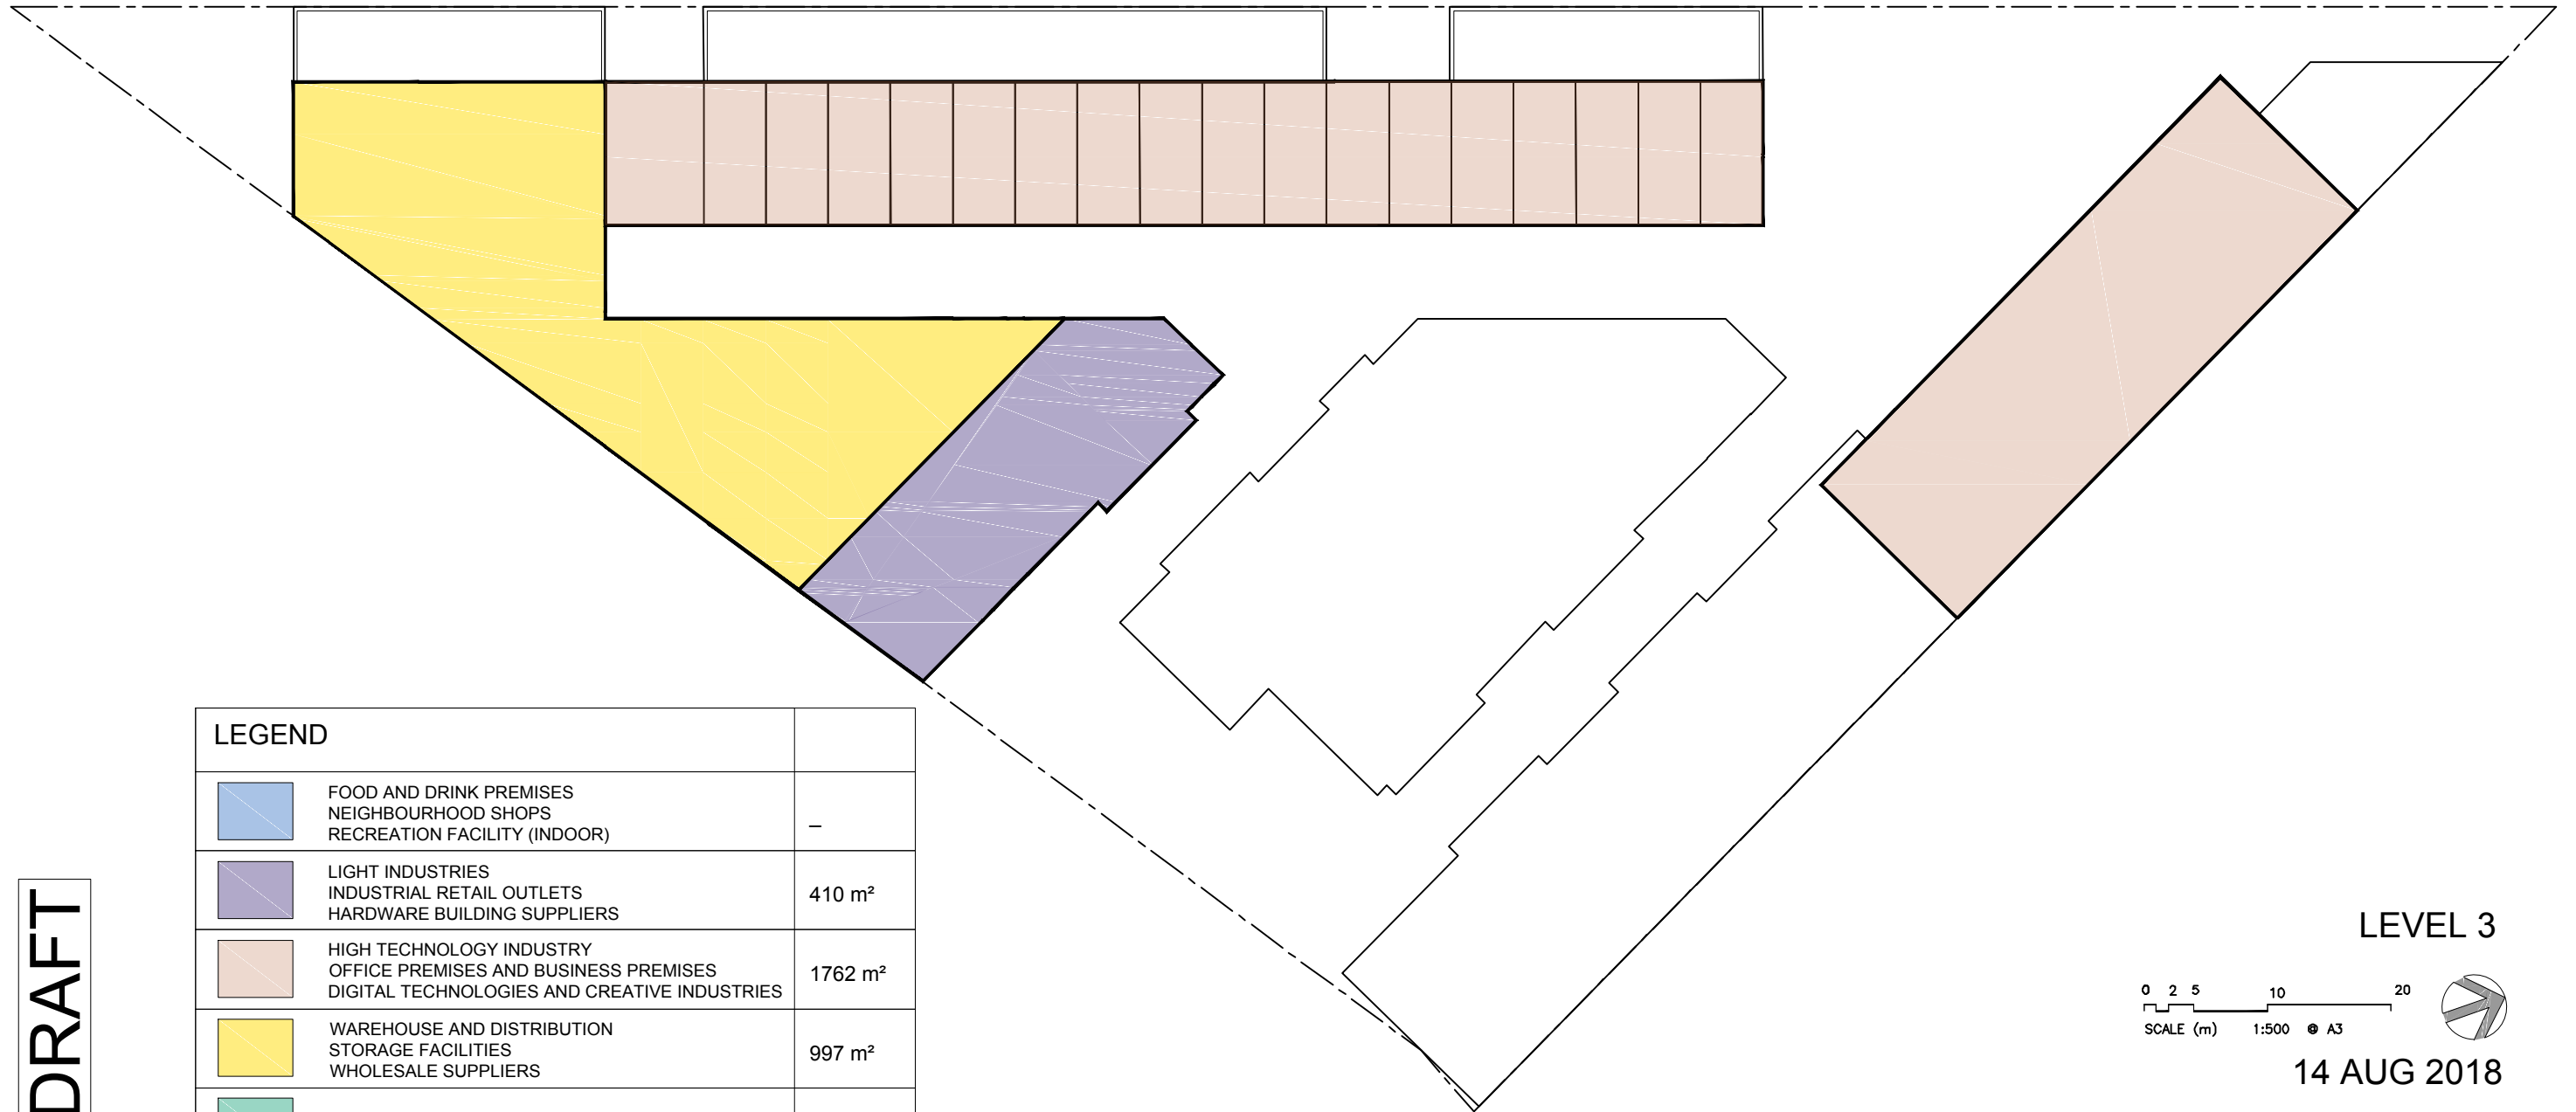 LEGEND
FOOD AND DRINK PREMISES
NEIGHBOURHOOD SHOPS
RECREATION FACILITY (INDOOR)
–
LIGHT INDUSTRIES
INDUSTRIAL RETAIL OUTLETS
HARDWARE BUILDING SUPPLIERS
410 m²
HIGH TECHNOLOGY INDUSTRY
OFFICE PREMISES AND BUSINESS PREMISES
DIGITAL TECHNOLOGIES AND CREATIVE INDUSTRIES
1762 m²
WAREHOUSE AND DISTRIBUTION
STORAGE FACILITIES
WHOLESALE SUPPLIERS
997 m²
DRAFT
LEVEL 3
0 2 5 10 20
SCALE (m) 1:500 @ A3
14 AUG 2018